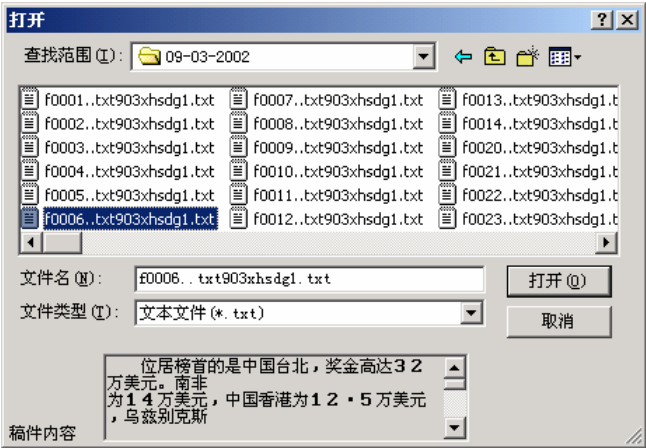 打开
查找范围(I): 09-03-2002
f0001..txt903xhsdg1.txt f0007..txt903xhsdg1.txt f0013..txt903xhsdg1.t
f0002..txt903xhsdg1.txt f0008..txt903xhsdg1.txt f0014..txt903xhsdg1.t
f0003..txt903xhsdg1.txt f0009..txt903xhsdg1.txt f0020..txt903xhsdg1.t
f0004..txt903xhsdg1.txt f0010..txt903xhsdg1.txt f0021..txt903xhsdg1.t
f0005..txt903xhsdg1.txt f0011..txt903xhsdg1.txt f0022..txt903xhsdg1.t
f0006..txt903xhsdg1.txt f0012..txt903xhsdg1.txt f0023..txt903xhsdg1.t
文件名(N): f0006..txt903xhsdg1.txt 打开(O)
文件类型(T): 文本文件(*.txt)
取消
位居榜首的是中国台北，奖金高达３２
万美元。南非
为１４万美元，中国香港为１２・５万美元
，乌兹别克斯
稿件内容